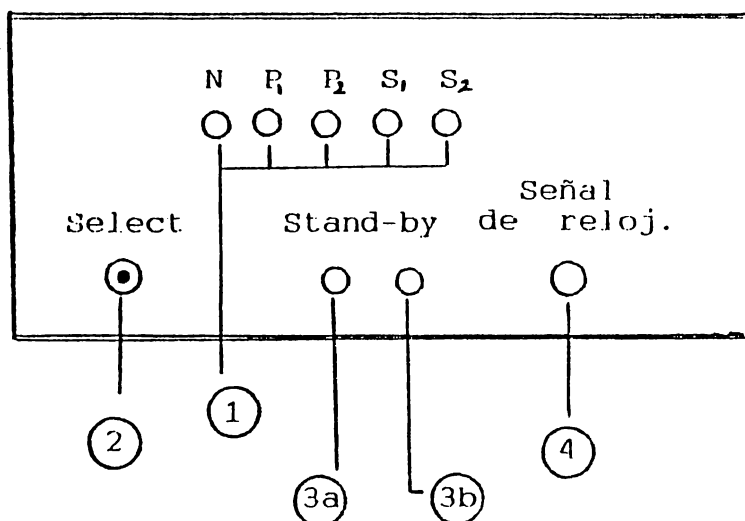 N P₁ P₂ S₁ S₂
Señal
Select Stand-by de reloj.
1
2
4
3a 3b